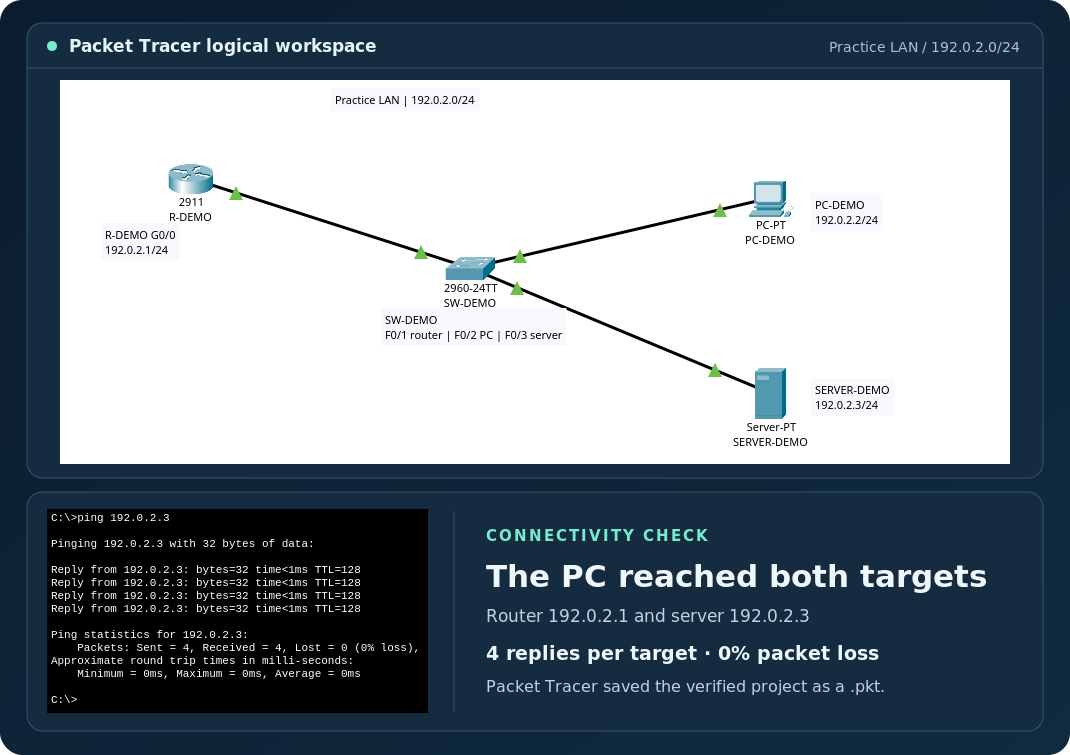 Packet Tracer logical workspace
Practice LAN / 192.0.2.0/24
Practice LAN | 192.0.2.0/24
2911
R-DEMO
R-DEMO G0/0
192.0.2.1/24
PC-PT
PC-DEMO
PC-DEMO
192.0.2.2/24
2960-24TT
SW-DEMO
SW-DEMO
F0/1 router | F0/2 PC | F0/3 server
SERVER-DEMO
192.0.2.3/24
Server-PT
SERVER-DEMO
C:\>ping 192.0.2.3
Pinging 192.0.2.3 with 32 bytes of data:
Reply from 192.0.2.3: bytes=32 time<1ms TTL=128
Reply from 192.0.2.3: bytes=32 time<1ms TTL=128
Reply from 192.0.2.3: bytes=32 time<1ms TTL=128
Reply from 192.0.2.3: bytes=32 time<1ms TTL=128
Ping statistics for 192.0.2.3:
Packets: Sent = 4, Received = 4, Lost = 0 (0% loss),
Approximate round trip times in milli-seconds:
Minimum = 0ms, Maximum = 0ms, Average = 0ms
C:\>
CONNECTIVITY CHECK
The PC reached both targets
Router 192.0.2.1 and server 192.0.2.3
4 replies per target · 0% packet loss
Packet Tracer saved the verified project as a .pkt.